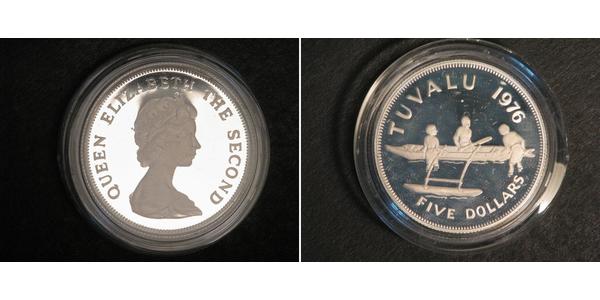 QUEEN ELIZABETH THE SECOND
TUVALU 1976
FIVE DOLLARS